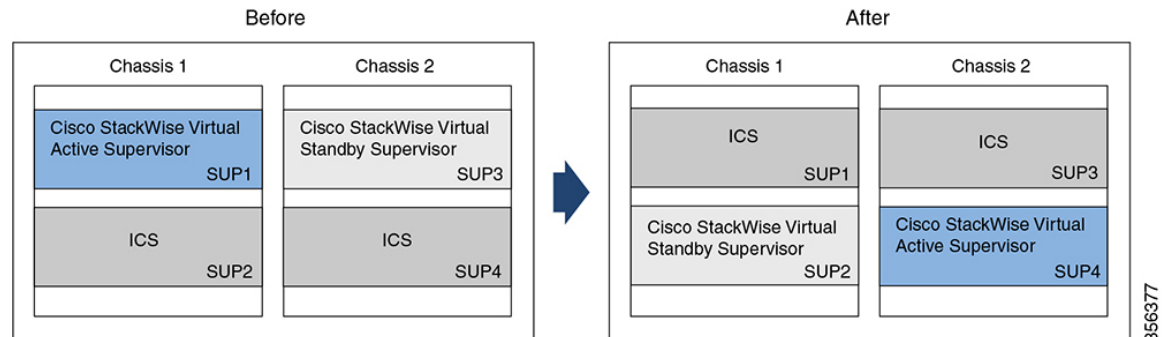 Before
After
Chassis 1
Chassis 2
Chassis 1
Chassis 2
Cisco StackWise Virtual
Active Supervisor
SUP1
Cisco StackWise Virtual
Standby Supervisor
SUP3
ICS
SUP1
ICS
SUP3
ICS
SUP2
ICS
SUP4
Cisco StackWise Virtual
Standby Supervisor
SUP2
Cisco StackWise Virtual
Active Supervisor
SUP4
356377